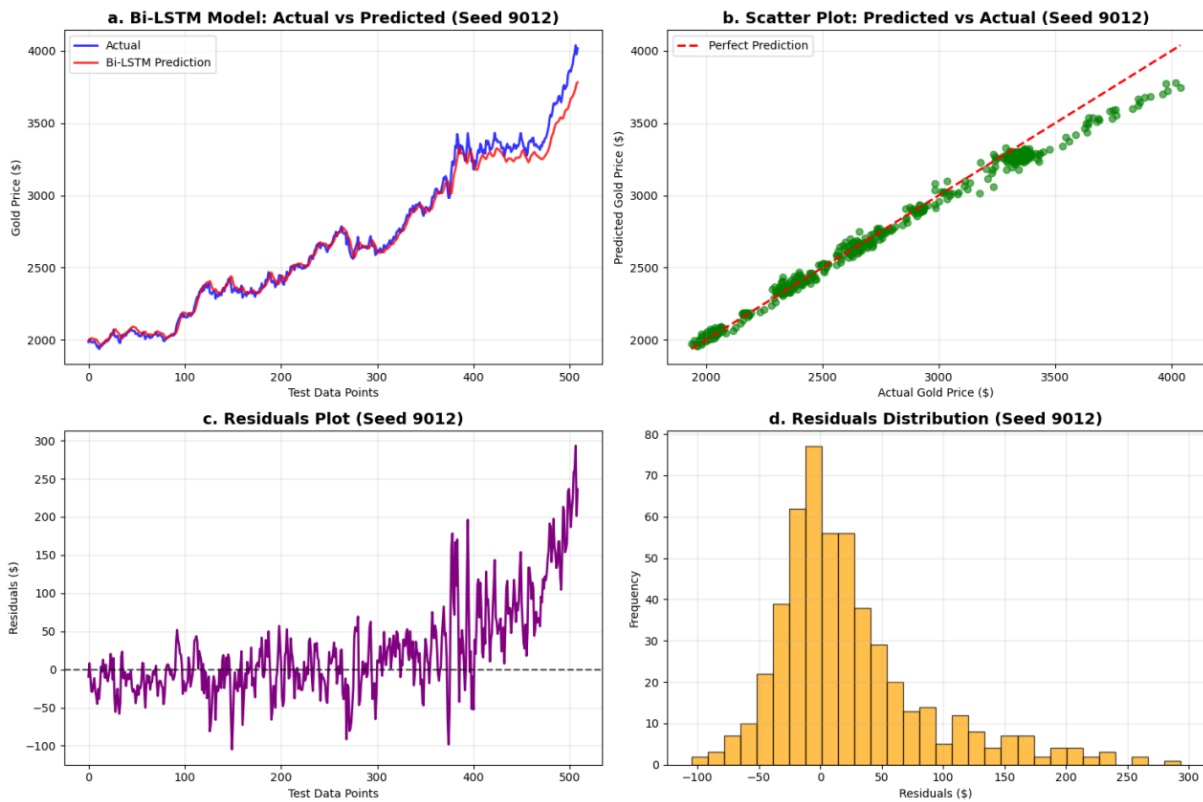 a. Bi-LSTM Model: Actual vs Predicted (Seed 9012)
Actual
Bi-LSTM Prediction
4000
3500
3000
2500
2000
Gold Price ($)
0 100 200 300 400 500
Test Data Points
b. Scatter Plot: Predicted vs Actual (Seed 9012)
Perfect Prediction
4000
3500
3000
2500
2000
Predicted Gold Price ($)
2000 2500 3000 3500 4000
Actual Gold Price ($)
c. Residuals Plot (Seed 9012)
300
250
200
150
100
50
0
−50
−100
Residuals ($)
0 100 200 300 400 500
Test Data Points
d. Residuals Distribution (Seed 9012)
80
70
60
50
40
30
20
10
0
Frequency
−100 −50 0 50 100 150 200 250 300
Residuals ($)